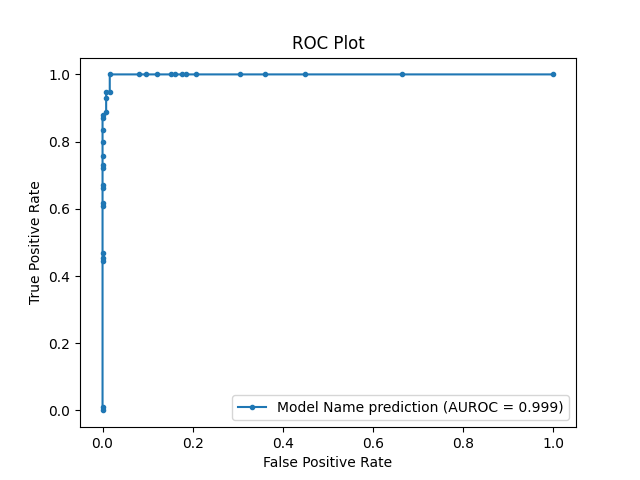 ROC Plot
True Positive Rate
1.0
0.8
0.6
0.4
0.2
0.0
Model Name prediction (AUROC = 0.999)
0.0 0.2 0.4 0.6 0.8 1.0
False Positive Rate